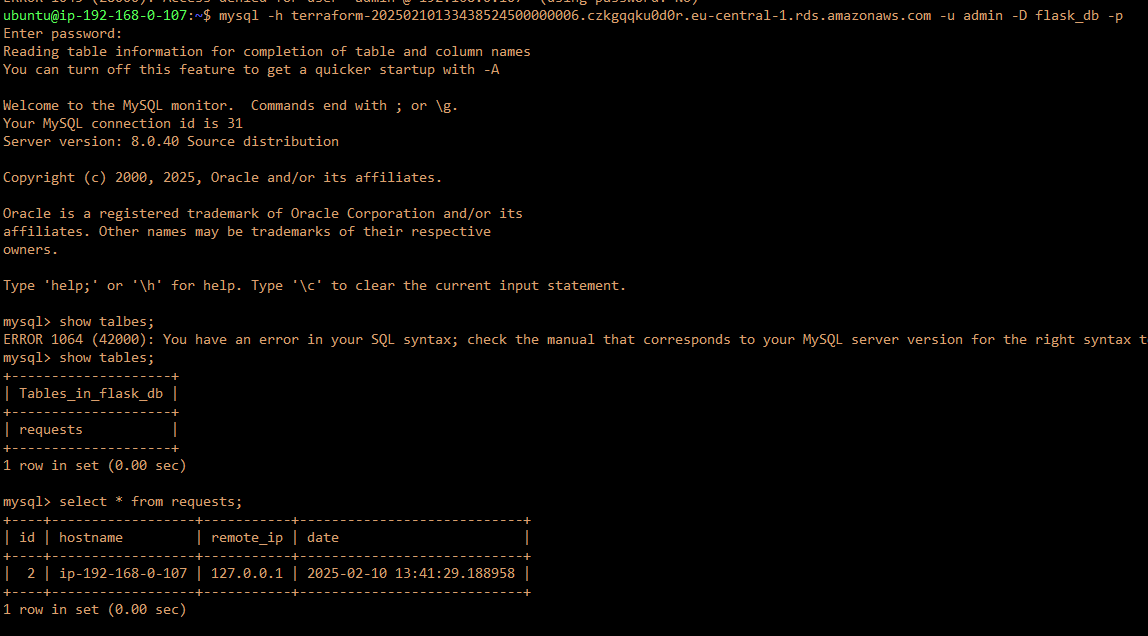 ubuntu@ip-192-168-0-107:~$ mysql -h terraform-20250210133438524500000006.czkgqqku0d0r.eu-central-1.rds.amazonaws.com -u admin -D flask_db -p
Enter password:
Reading table information for completion of table and column names
You can turn off this feature to get a quicker startup with -A

Welcome to the MySQL monitor.  Commands end with ; or \g.
Your MySQL connection id is 31
Server version: 8.0.40 Source distribution

Copyright (c) 2000, 2025, Oracle and/or its affiliates.

Oracle is a registered trademark of Oracle Corporation and/or its
affiliates. Other names may be trademarks of their respective
owners.

Type 'help;' or '\h' for help. Type '\c' to clear the current input statement.

mysql> show talbes;
ERROR 1064 (42000): You have an error in your SQL syntax; check the manual that corresponds to your MySQL server version for the right syntax t
mysql> show tables;
+--------------------+
| Tables_in_flask_db |
+--------------------+
| requests           |
+--------------------+
1 row in set (0.00 sec)

mysql> select * from requests;
+----+------------------+-----------+----------------------------+
| id | hostname         | remote_ip | date                       |
+----+------------------+-----------+----------------------------+
|  2 | ip-192-168-0-107 | 127.0.0.1 | 2025-02-10 13:41:29.188958 |
+----+------------------+-----------+----------------------------+
1 row in set (0.00 sec)